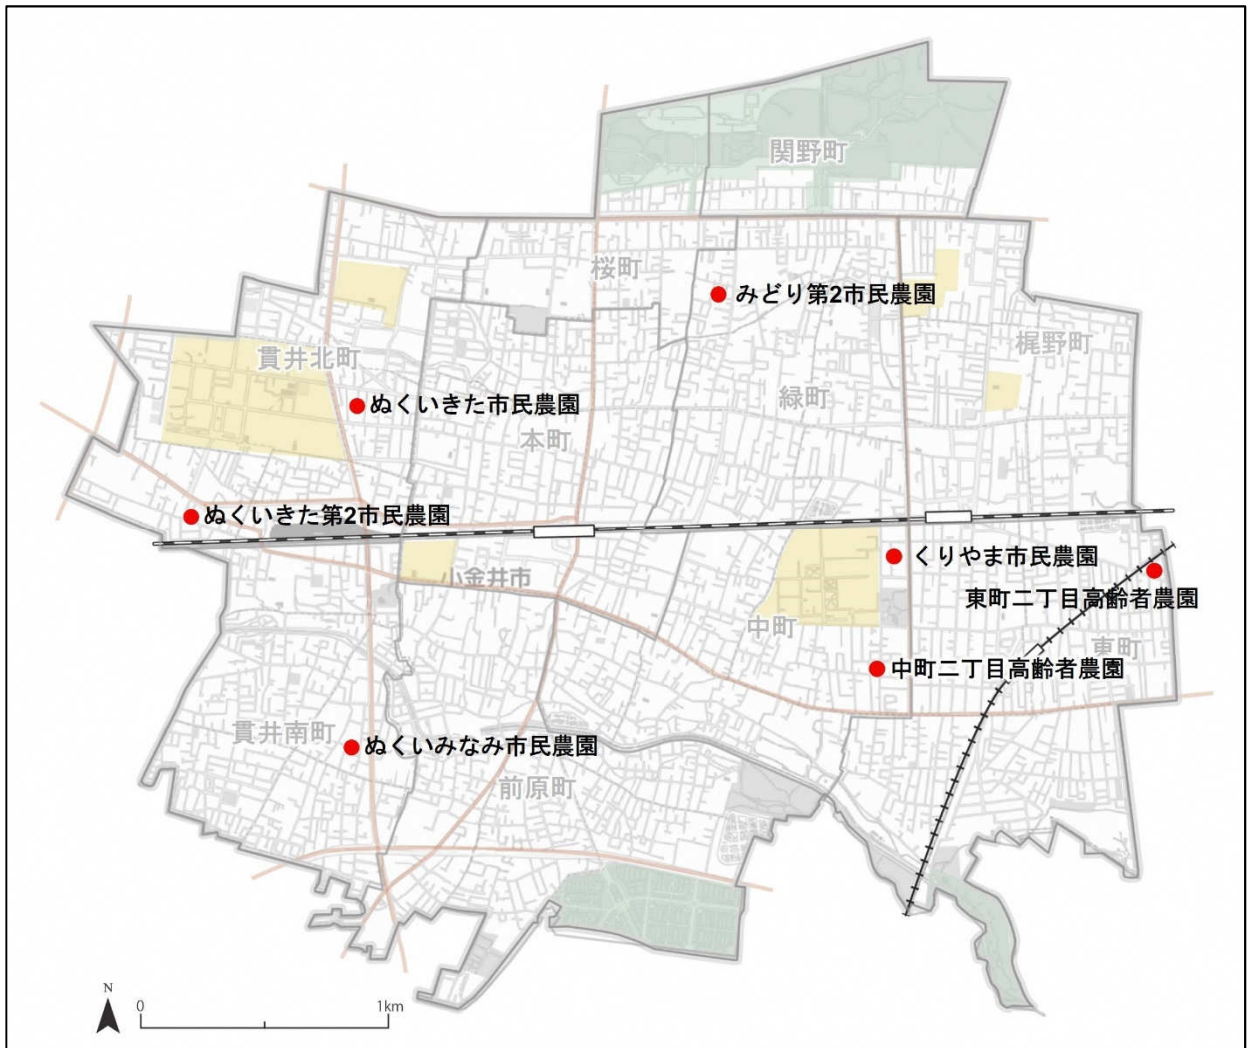 関野町
桜町
みどり第2市民農園
梶野町
貫井北町
緑町
ぬくいきた市民農園
本町
ぬくいきた第2市民農園
くりやま市民農園
小金井市
東町二丁目高齢者農園
中町
東町
中町二丁目高齢者農園
貫井南町
ぬくいみなみ市民農園
前原町
N
0
1km